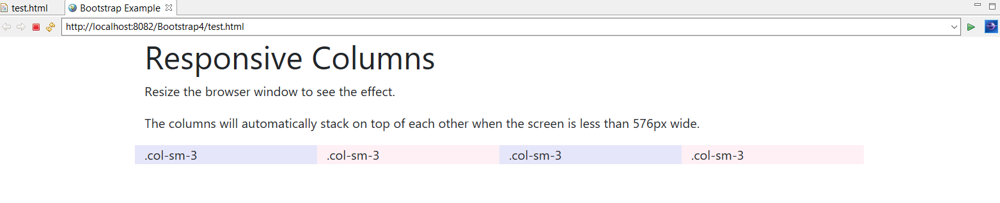 test.html
Bootstrap Example
http://localhost:8082/Bootstrap4/test.html
Responsive Columns
Resize the browser window to see the effect.
The columns will automatically stack on top of each other when the screen is less than 576px wide.
.col-sm-3 .col-sm-3 .col-sm-3 .col-sm-3